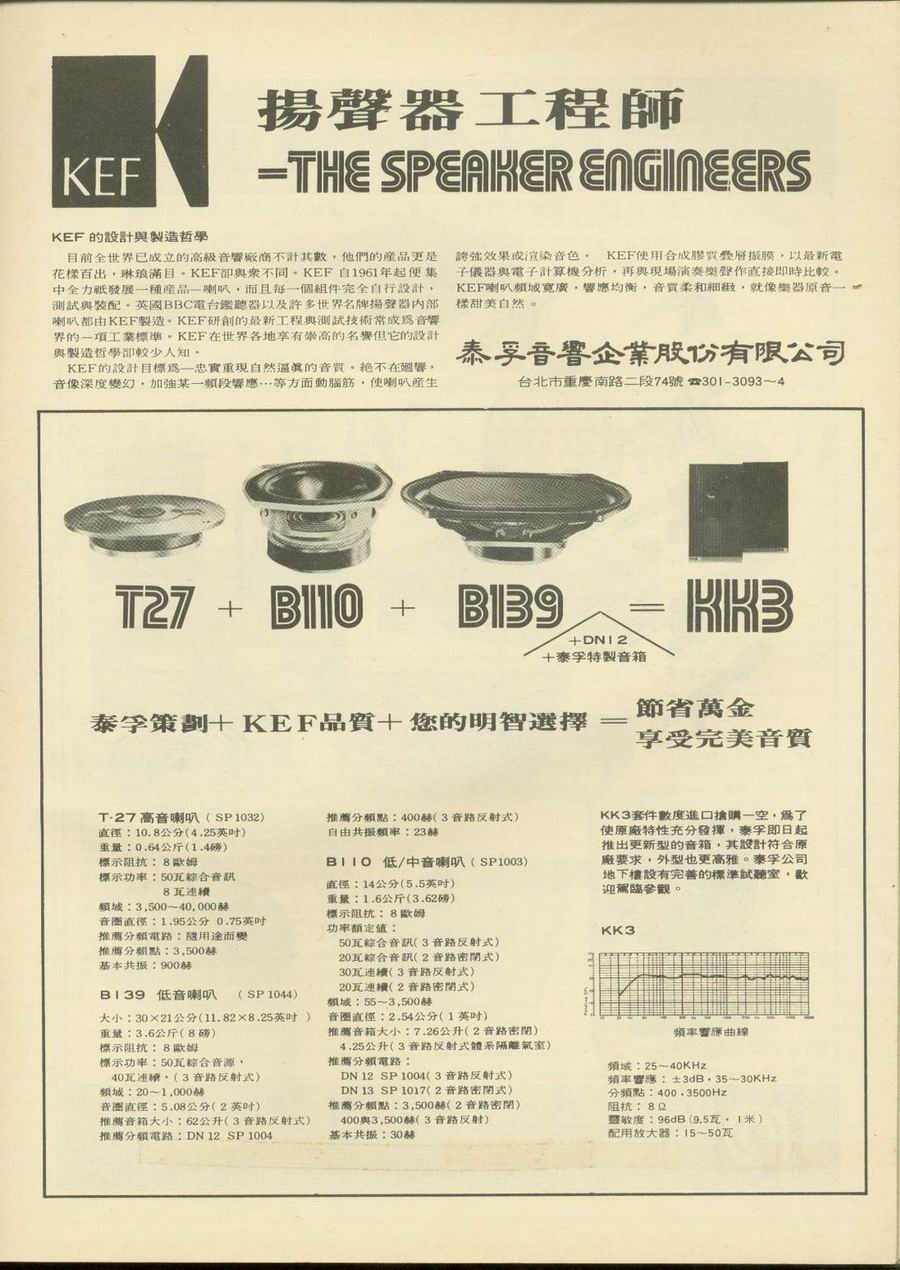 KEF
揚聲器工程師
=THE SPEAKER ENGINEERS
KEF 的設計與製造哲學
目前全世界已成立的高級音響廠商不計其數,他們的產品更是
花樣百出,琳琅滿目。KEF卻與衆不同。KEF 自1961年起便集
中全力祇發展一種産品—喇叭,而且每一個組件完全自行設計,
測試與裝配。英國BBC電台鑑聽器以及許多世界名牌揚聲器内部
喇叭都由KEF製造。KEF研創的最新工程與測試技術常成爲音響
界的一項工業標準。KEF在世界各地享有崇高的名譽但它的設計
與製造哲學卻較少人知。
KEF的設計目標爲—忠實重現自然逼眞的音質。絶不在廻響,
音像深度變幻,加強某一頻段響應…等方面動腦筋,使喇叭産生
誇強效果或渲染音色。 KEF使用合成膠質疊層振膜,以最新電
子儀器與電子計算機分析,再與現場演奏樂聲作直接即時比較。
KEF喇叭頻域寬廣,響應均衡,音質柔和細緻,就像樂器原音一
樣甜美自然。
泰孚音響企業股份有限公司
台北市重慶南路二段74號 ☎301-3093~4
T27 + B110 + B139 = KK3
+DN12
+泰孚特製音箱
泰孚策劃+KEF品質+您的明智選擇=節省萬金
享受完美音質
T·27 高音喇叭 ( SP1032)
直徑:10.8公分(4.25英吋)
重量:0.64公斤(1.4磅)
標示阻抗:8歐姆
標示功率:50瓦綜合音訊
8瓦連續
頻域:3,500~40,000赫
音圈直徑:1.95公分 0.75英吋
推薦分頻電路:隨用途而變
推薦分頻點:3,500赫
基本共振:900赫
B139 低音喇叭 ( SP1044)
大小:30×21公分(11.82×8.25英吋 )
重量:3.6公斤(8磅)
標示阻抗:8歐姆
標示功率:50瓦綜合音源,
40瓦連續,(3音路反射式)
頻域:20~1,000赫
音圈直徑:5.08公分(2英吋)
推薦音箱大小:62公升(3音路反射式)
推薦分頻電路:DN 12 SP 1004
推薦分頻點:400赫(3音路反射式)
自由共振頻率:23赫
B110 低/中音喇叭 ( SP1003)
直徑:14公分(5.5英吋)
重量:1.6公斤(3.62磅)
標示阻抗:8歐姆
功率額定値:
50瓦綜合音訊(3音路反射式)
20瓦綜合音訊(2音路密閉式)
30瓦連續(3音路反射式)
20瓦連續(2音路密閉式)
頻域:55~3,500赫
音圈直徑:2.54公分(1英吋)
推薦音箱大小:7.26公升(2音路密閉)
4.25公升(3音路反射式體系隔離氣室)
推薦分頻電路:
DN 12 SP 1004(3音路反射式)
DN 13 SP 1017(2音路密閉式)
推薦分頻點:3,500赫(2音路密閉)
400與3,500赫(3音路反射)
基本共振:30赫
KK3套件數度進口搶購一空,爲了
使原廠特性充分發揮,泰孚即日起
推出更新型的音箱,其設計符合原
廠要求,外型也更高雅。泰孚公司
地下樓設有完善的標準試聽室,歡
迎駕臨參觀。
KK3
頻率響應曲線
頻域:25~40KHz
頻率響應:±3dB,35~30KHz
分頻點:400,3500Hz
阻抗:8Ω
靈敏度:96dB(9.5瓦,1米)
配用放大器:15~50瓦